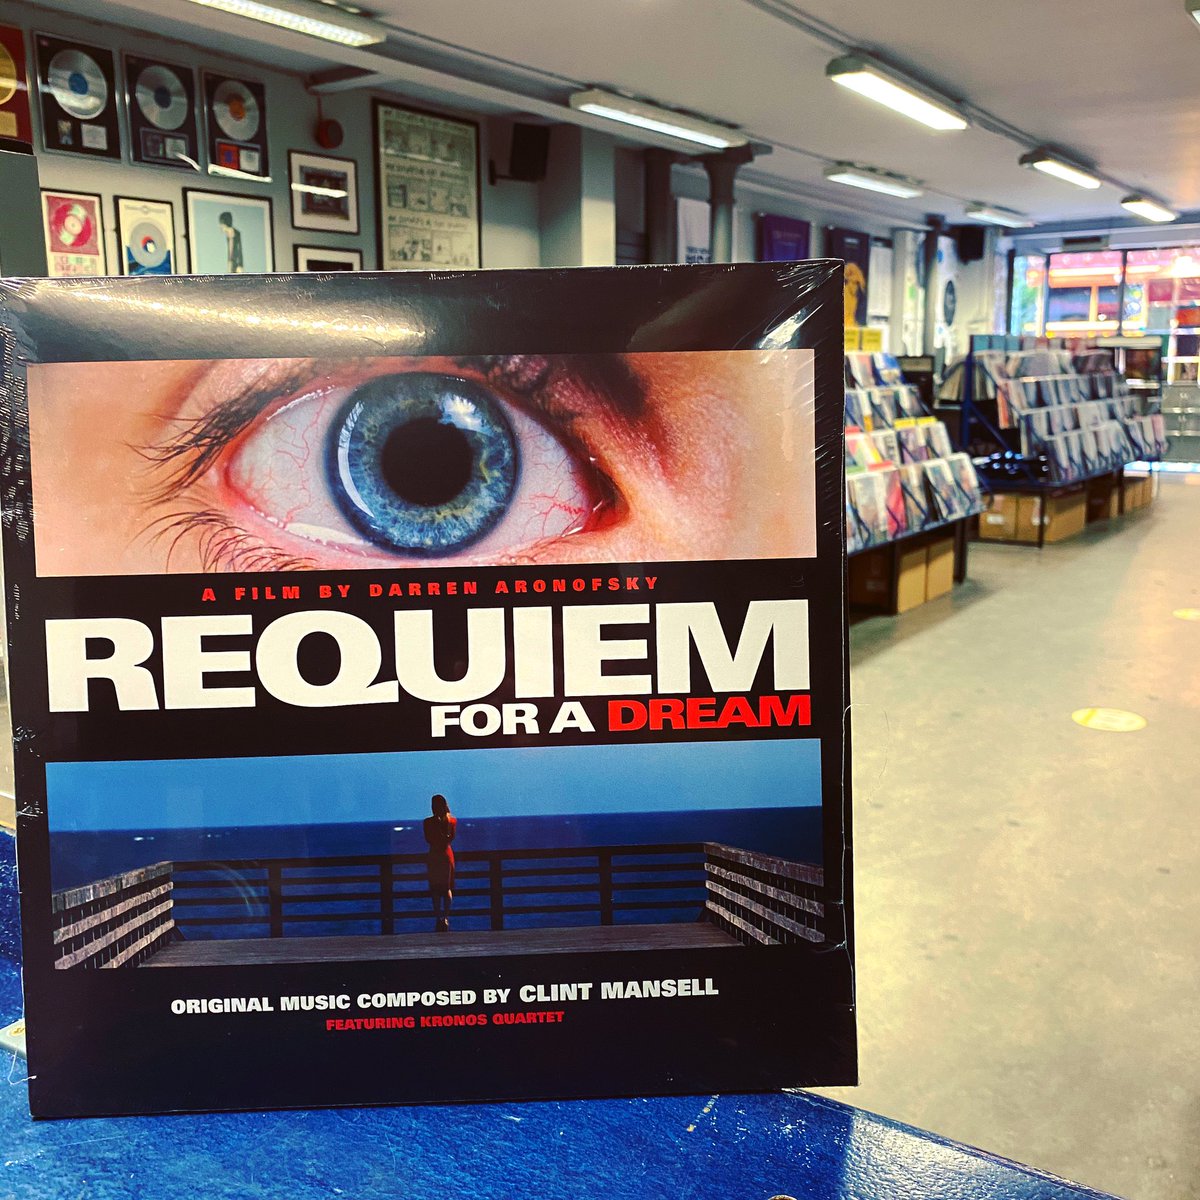 A FILM BY DARREN ARONOFSKY
REQUIEM
FOR A DREAM
ORIGINAL MUSIC COMPOSED BY CLINT MANSELL
FEATURING KRONOS QUARTET